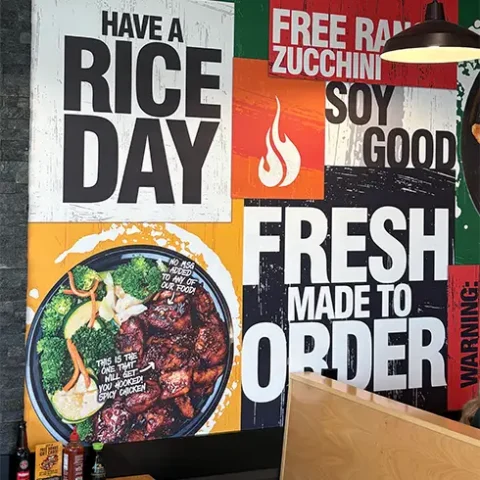 HAVE A
RICE
DAY
FREE RAN
ZUCCHINI
SOY
GOOD
FRESH
MADE TO
ORDER
NO MSG
ADDED
TO ANY OF
OUR FOOD!
THIS IS THE
ONE THAT
WILL GET
YOU HOOKED!
SPICY CHICKEN
WARNING: